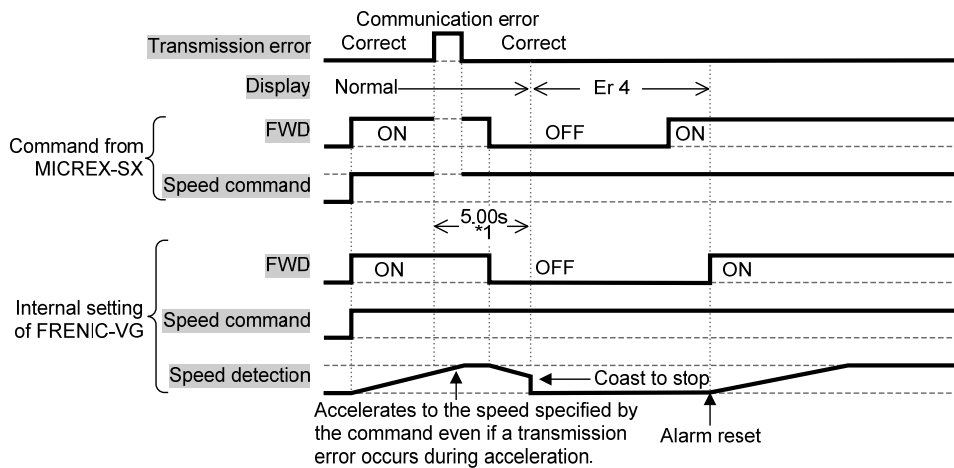 Communication error
Transmission error Correct Correct
Display Normal Er 4
FWD ON OFF ON
Command from
MICREX-SX
Speed command
5.00s
*1
FWD ON OFF ON
Internal setting
of FRENIC-VG
Speed command
Speed detection Coast to stop
Accelerates to the speed specified by
the command even if a transmission
error occurs during acceleration.
Alarm reset